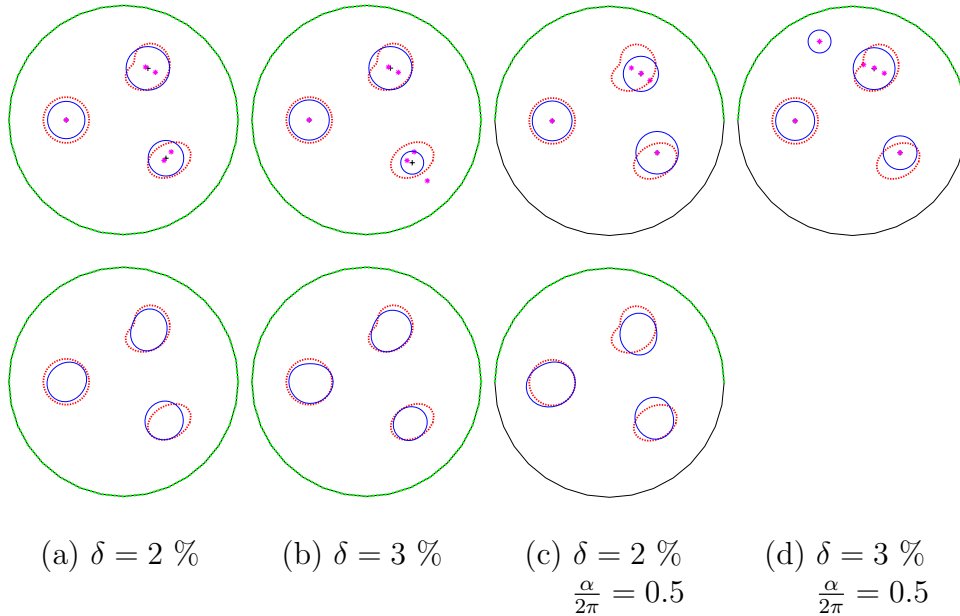 (a) δ = 2 % (b) δ = 3 % (c) δ = 2 % (d) δ = 3 %
α/2π = 0.5 α/2π = 0.5